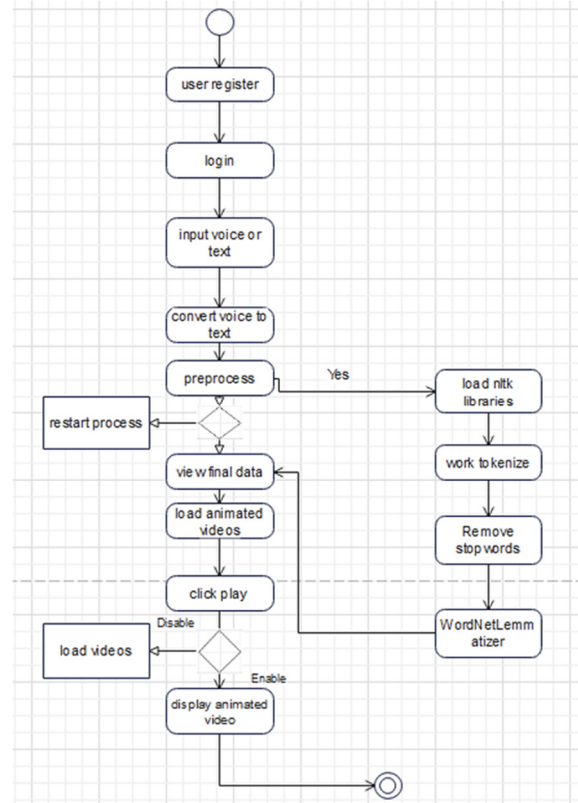 user register
login
input voice or
text
convert voice to
text
preprocess
Yes
load nltk
libraries
restart process
work tokenize
view final data
load animated
videos
Remove
stop words
click play
WordNetLemm
atizer
Disable
load videos
Enable
display animated
video